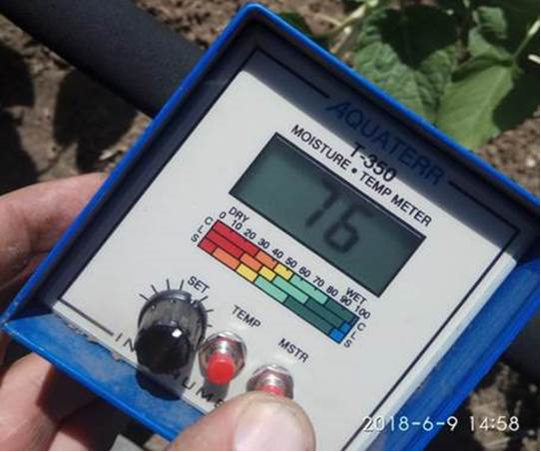 AQUATERR
T-350
MOISTURE • TEMP METER
76
DRY WET
0 10 20 30 40 50 60 70 80 90 100
C C
L L
S S
SET
TEMP
MSTR
2018-6-9 14:58